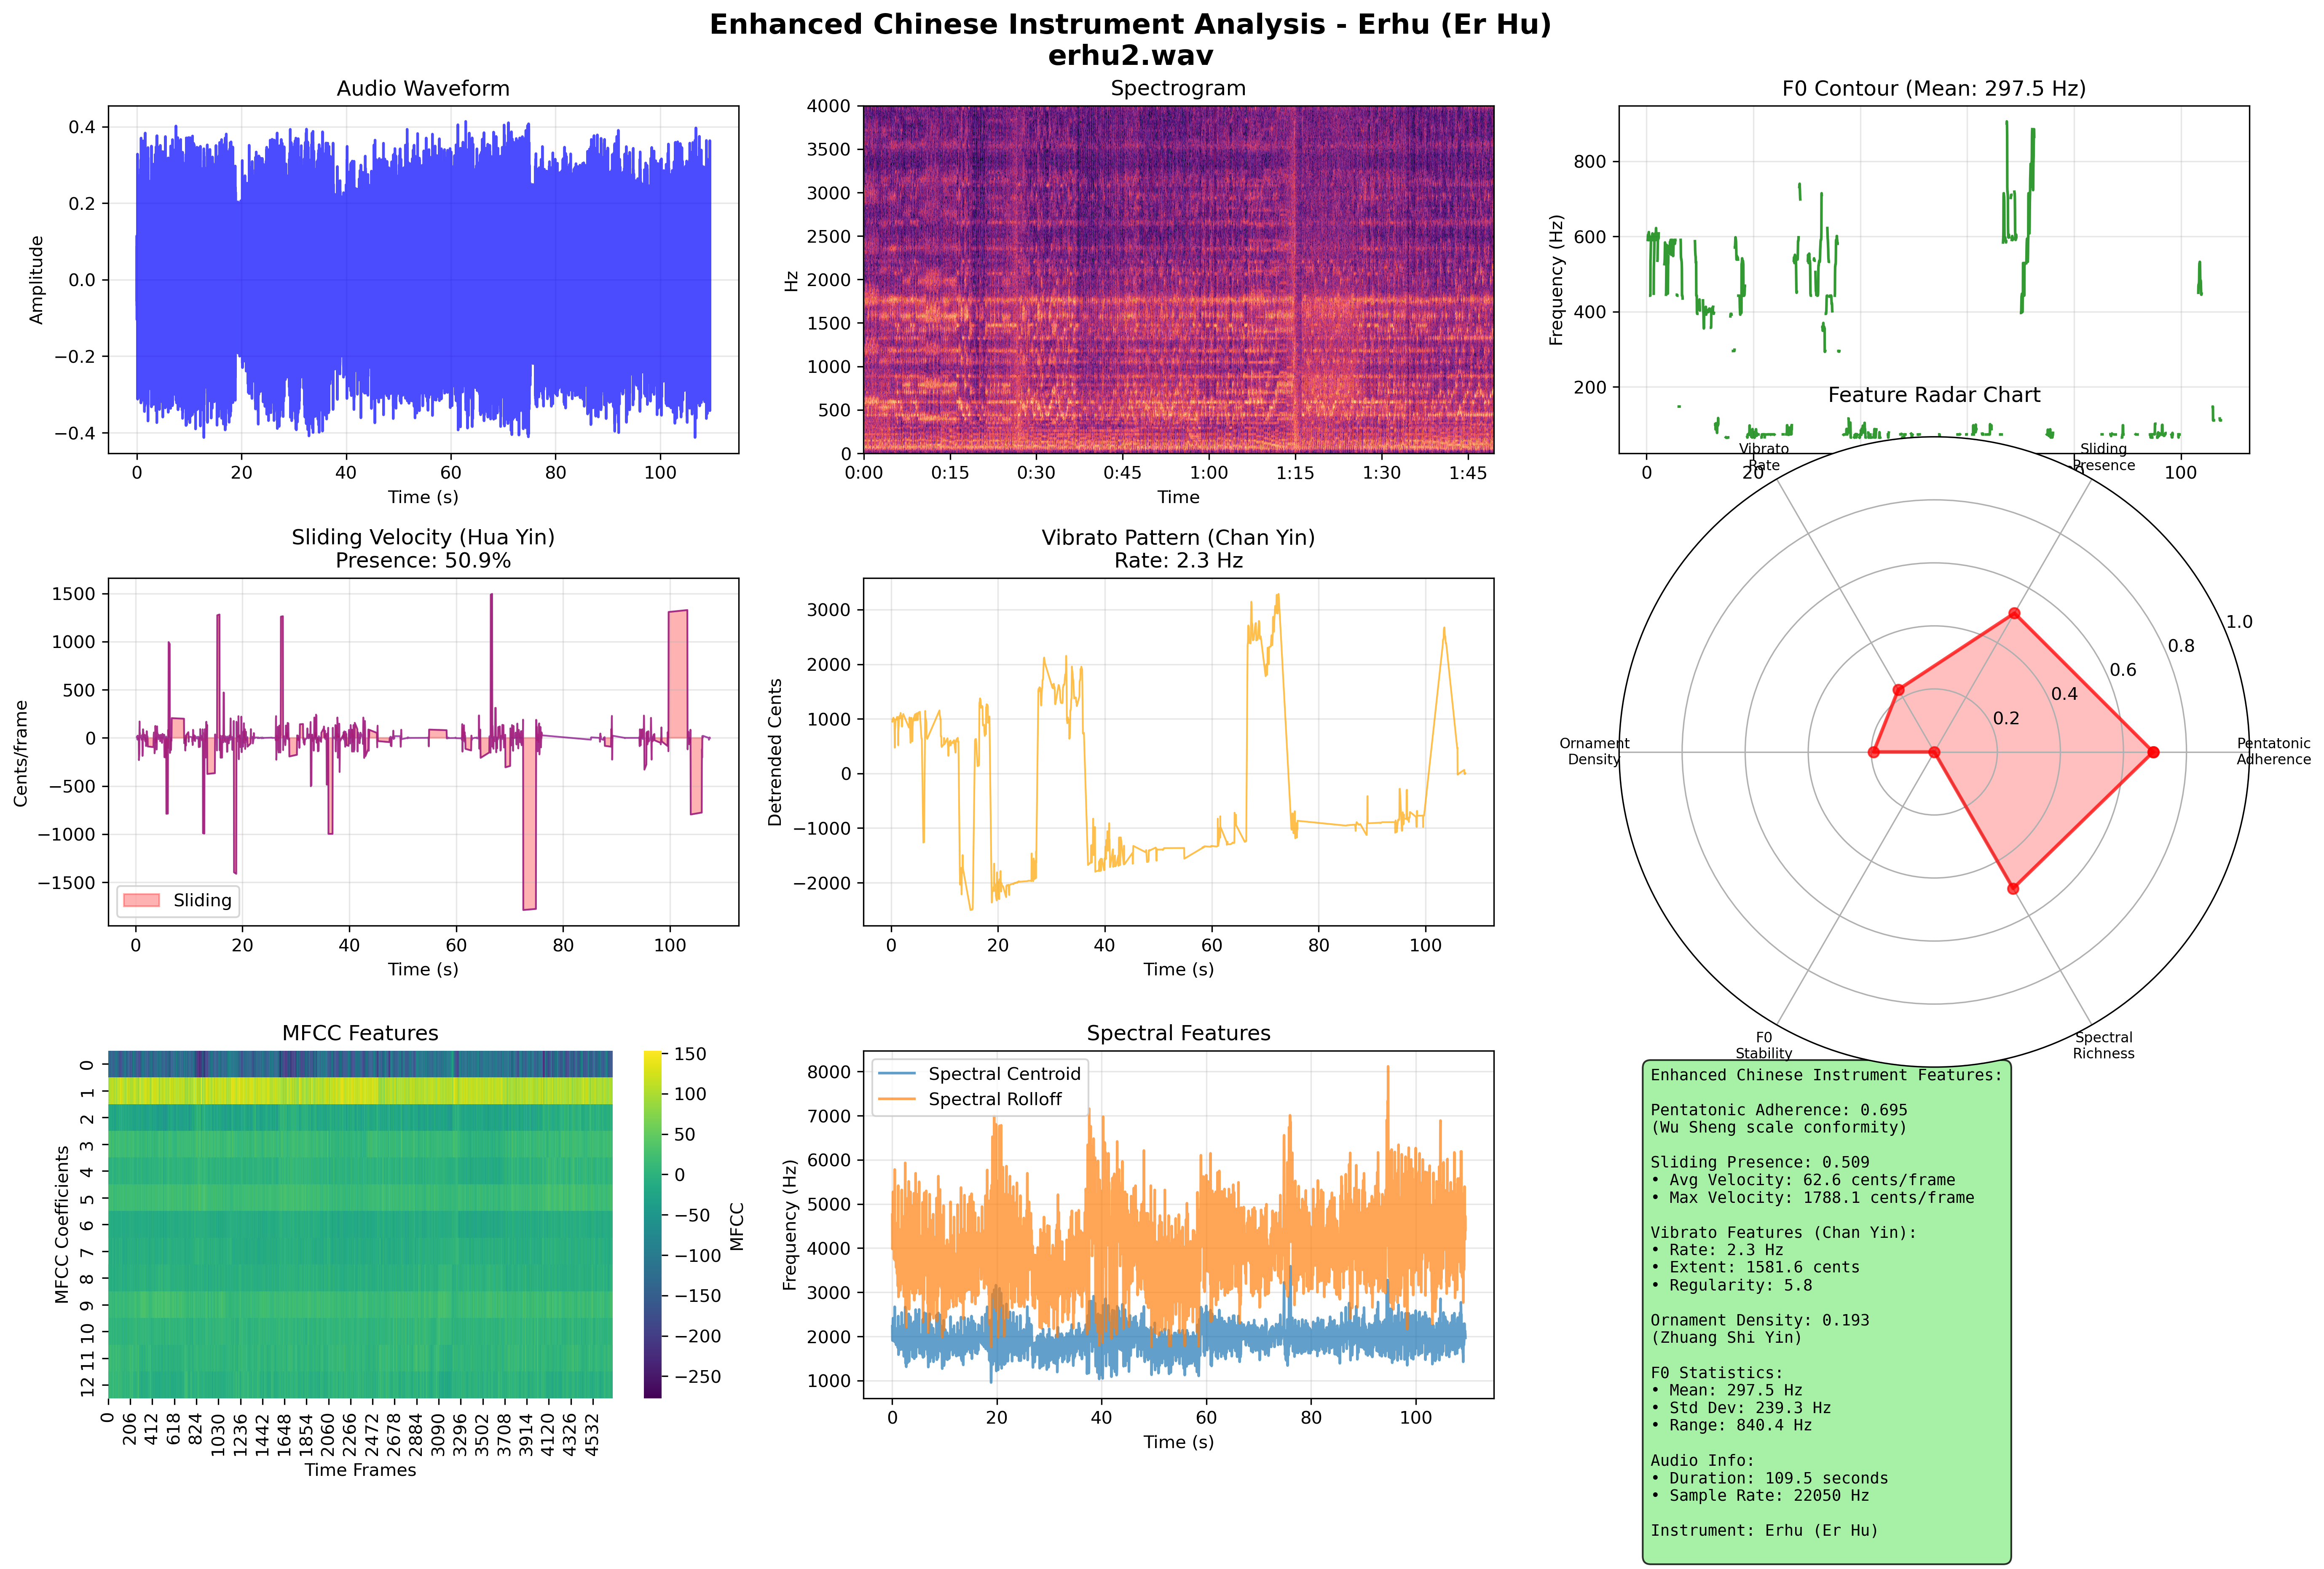 Enhanced Chinese Instrument Analysis - Erhu (Er Hu)
erhu2.wav
Audio Waveform
Amplitude
0.4
0.2
0.0
−0.2
−0.4
0 20 40 60 80 100
Time (s)
Spectrogram
Hz
4000
3500
3000
2500
2000
1500
1000
500
0
0:00 0:15 0:30 0:45 1:00 1:15 1:30 1:45
Time
F0 Contour (Mean: 297.5 Hz)
Frequency (Hz)
800
600
400
200
0 20 100
Sliding Velocity (Hua Yin)
Presence: 50.9%
Cents/frame
1500
1000
500
0
−500
−1000
−1500
Sliding
0 20 40 60 80 100
Time (s)
Vibrato Pattern (Chan Yin)
Rate: 2.3 Hz
Detrended Cents
3000
2000
1000
0
−1000
−2000
0 20 40 60 80 100
Time (s)
Feature Radar Chart
Vibrato
Rate
Sliding
Presence
1.0
0.8
0.6
0.4
0.2
Ornament
Density
Pentatonic
Adherence
F0
Stability
Spectral
Richness
MFCC Features
MFCC Coefficients
0
1
2
3
4
5
6
7
8
9
10
11
12
0 206 412 618 824 1030 1236 1442 1648 1854 2060 2266 2472 2678 2884 3090 3296 3502 3708 3914 4120 4326 4532
Time Frames
150
100
50
0
−50
−100
−150
−200
−250
MFCC
Spectral Features
Spectral Centroid
Spectral Rolloff
Frequency (Hz)
8000
7000
6000
5000
4000
3000
2000
1000
0 20 40 60 80 100
Time (s)
Enhanced Chinese Instrument Features:
Pentatonic Adherence: 0.695
(Wu Sheng scale conformity)
Sliding Presence: 0.509
• Avg Velocity: 62.6 cents/frame
• Max Velocity: 1788.1 cents/frame
Vibrato Features (Chan Yin):
• Rate: 2.3 Hz
• Extent: 1581.6 cents
• Regularity: 5.8
Ornament Density: 0.193
(Zhuang Shi Yin)
F0 Statistics:
• Mean: 297.5 Hz
• Std Dev: 239.3 Hz
• Range: 840.4 Hz
Audio Info:
• Duration: 109.5 seconds
• Sample Rate: 22050 Hz
Instrument: Erhu (Er Hu)